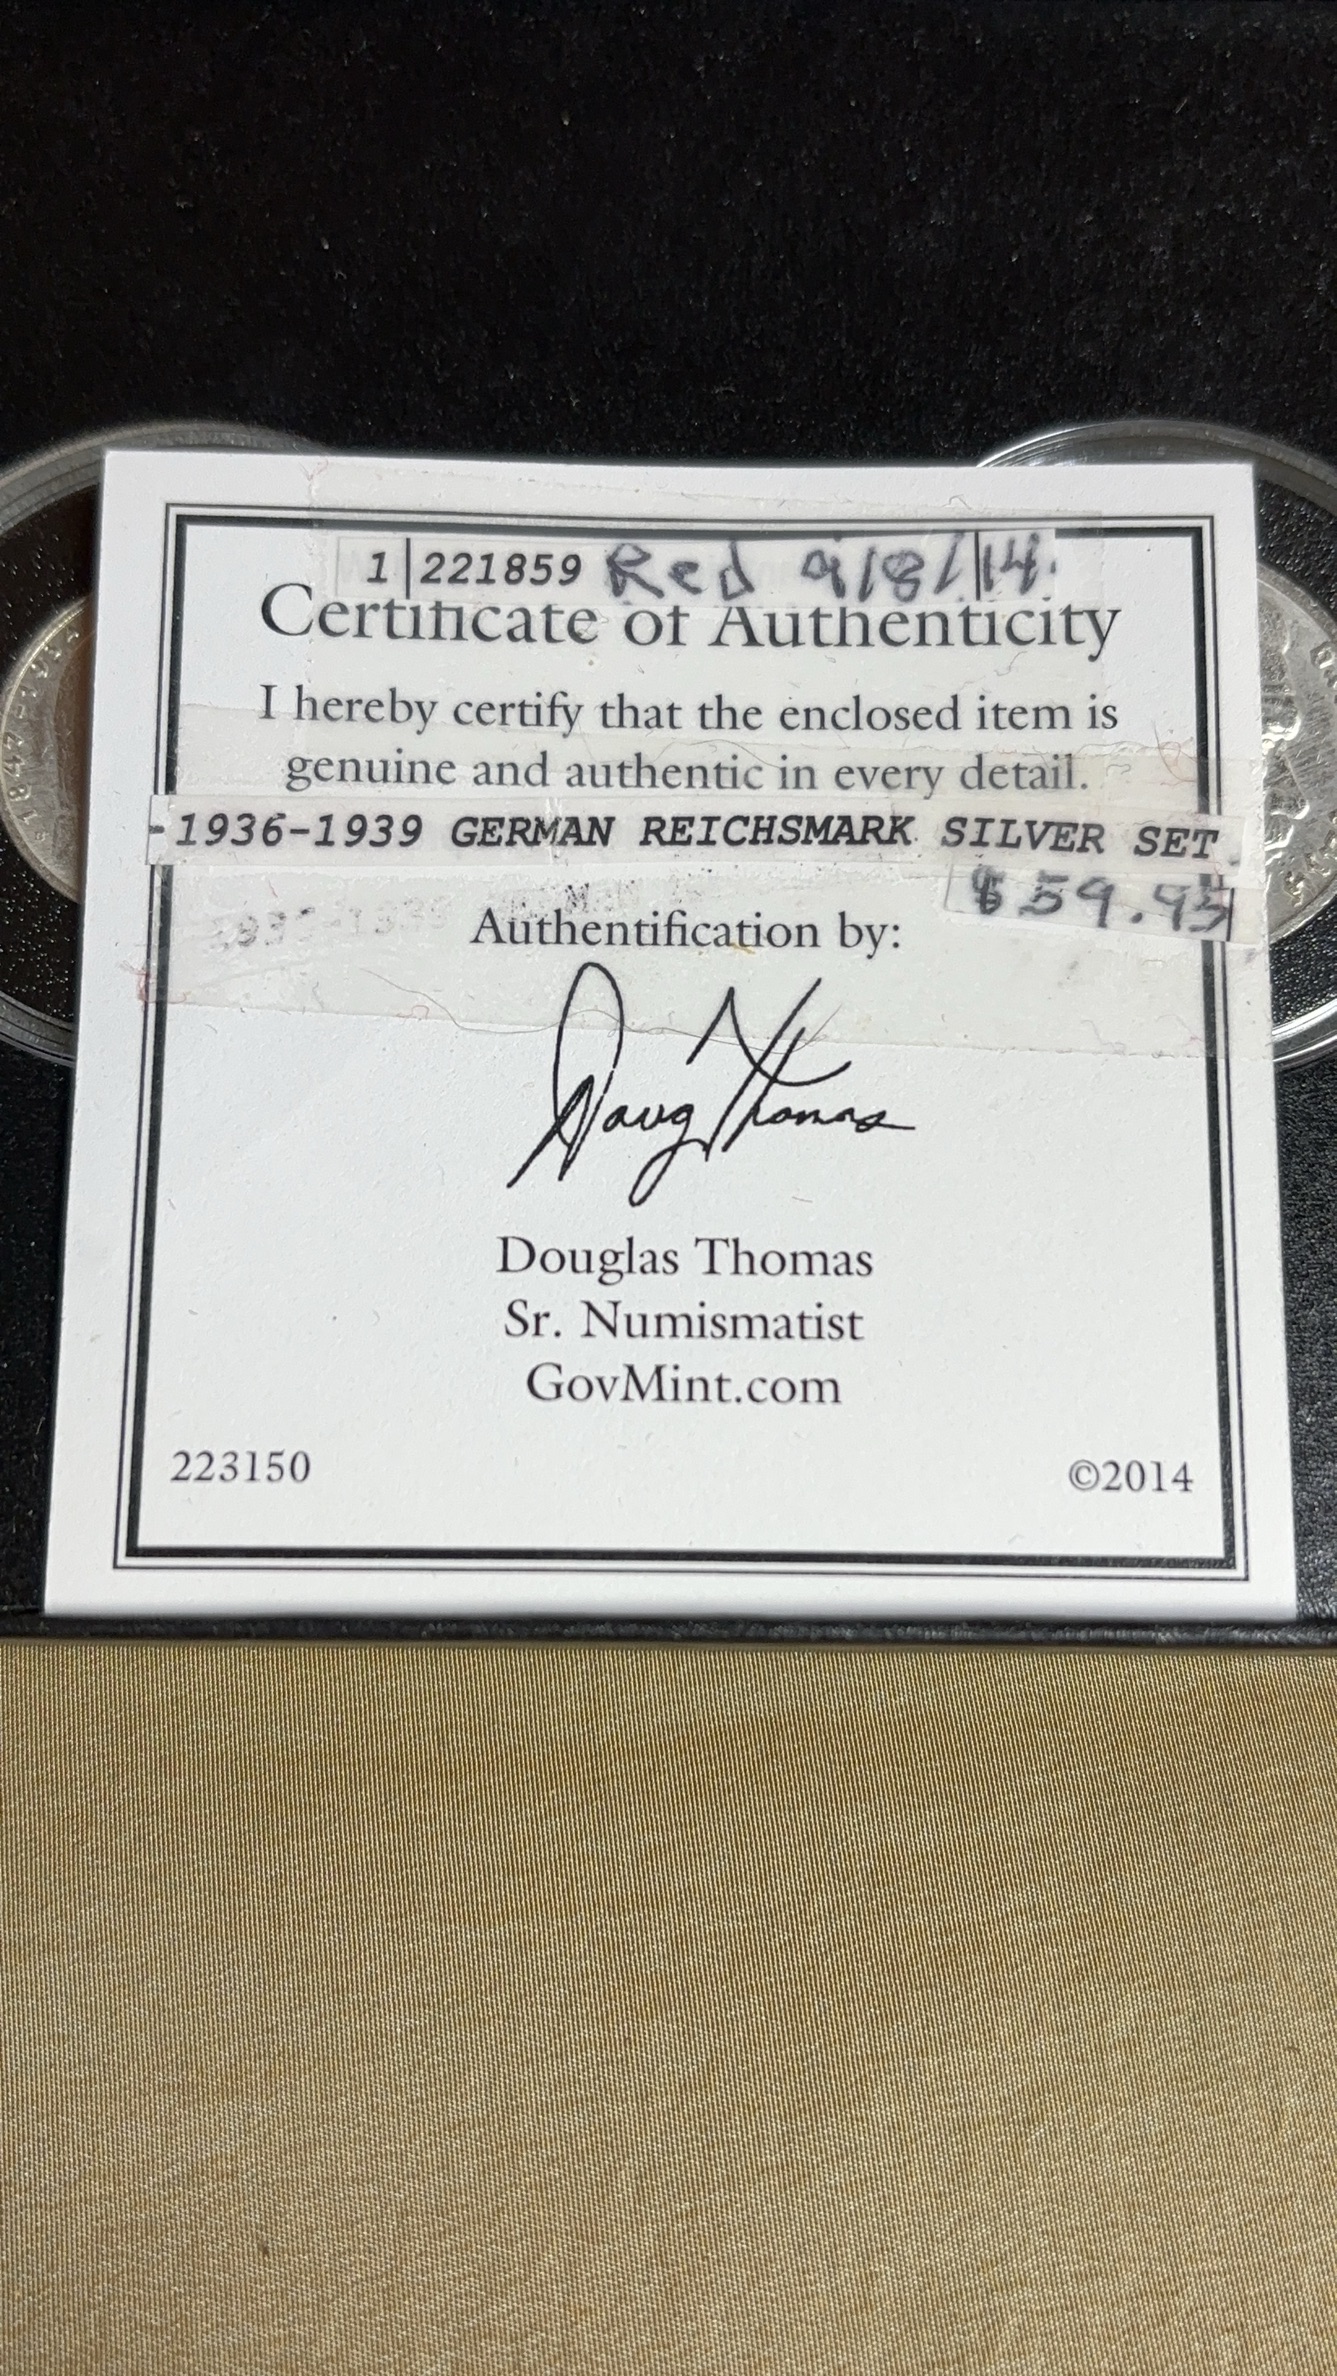 1 221859 Red 9/8/14.
Certificate of Authenticity
I hereby certify that the enclosed item is
genuine and authentic in every detail.
-1936-1939 GERMAN REICHSMARK SILVER SET
$59.95
Authentification by:
Doug Thomas
Douglas Thomas
Sr. Numismatist
GovMint.com
223150
©2014